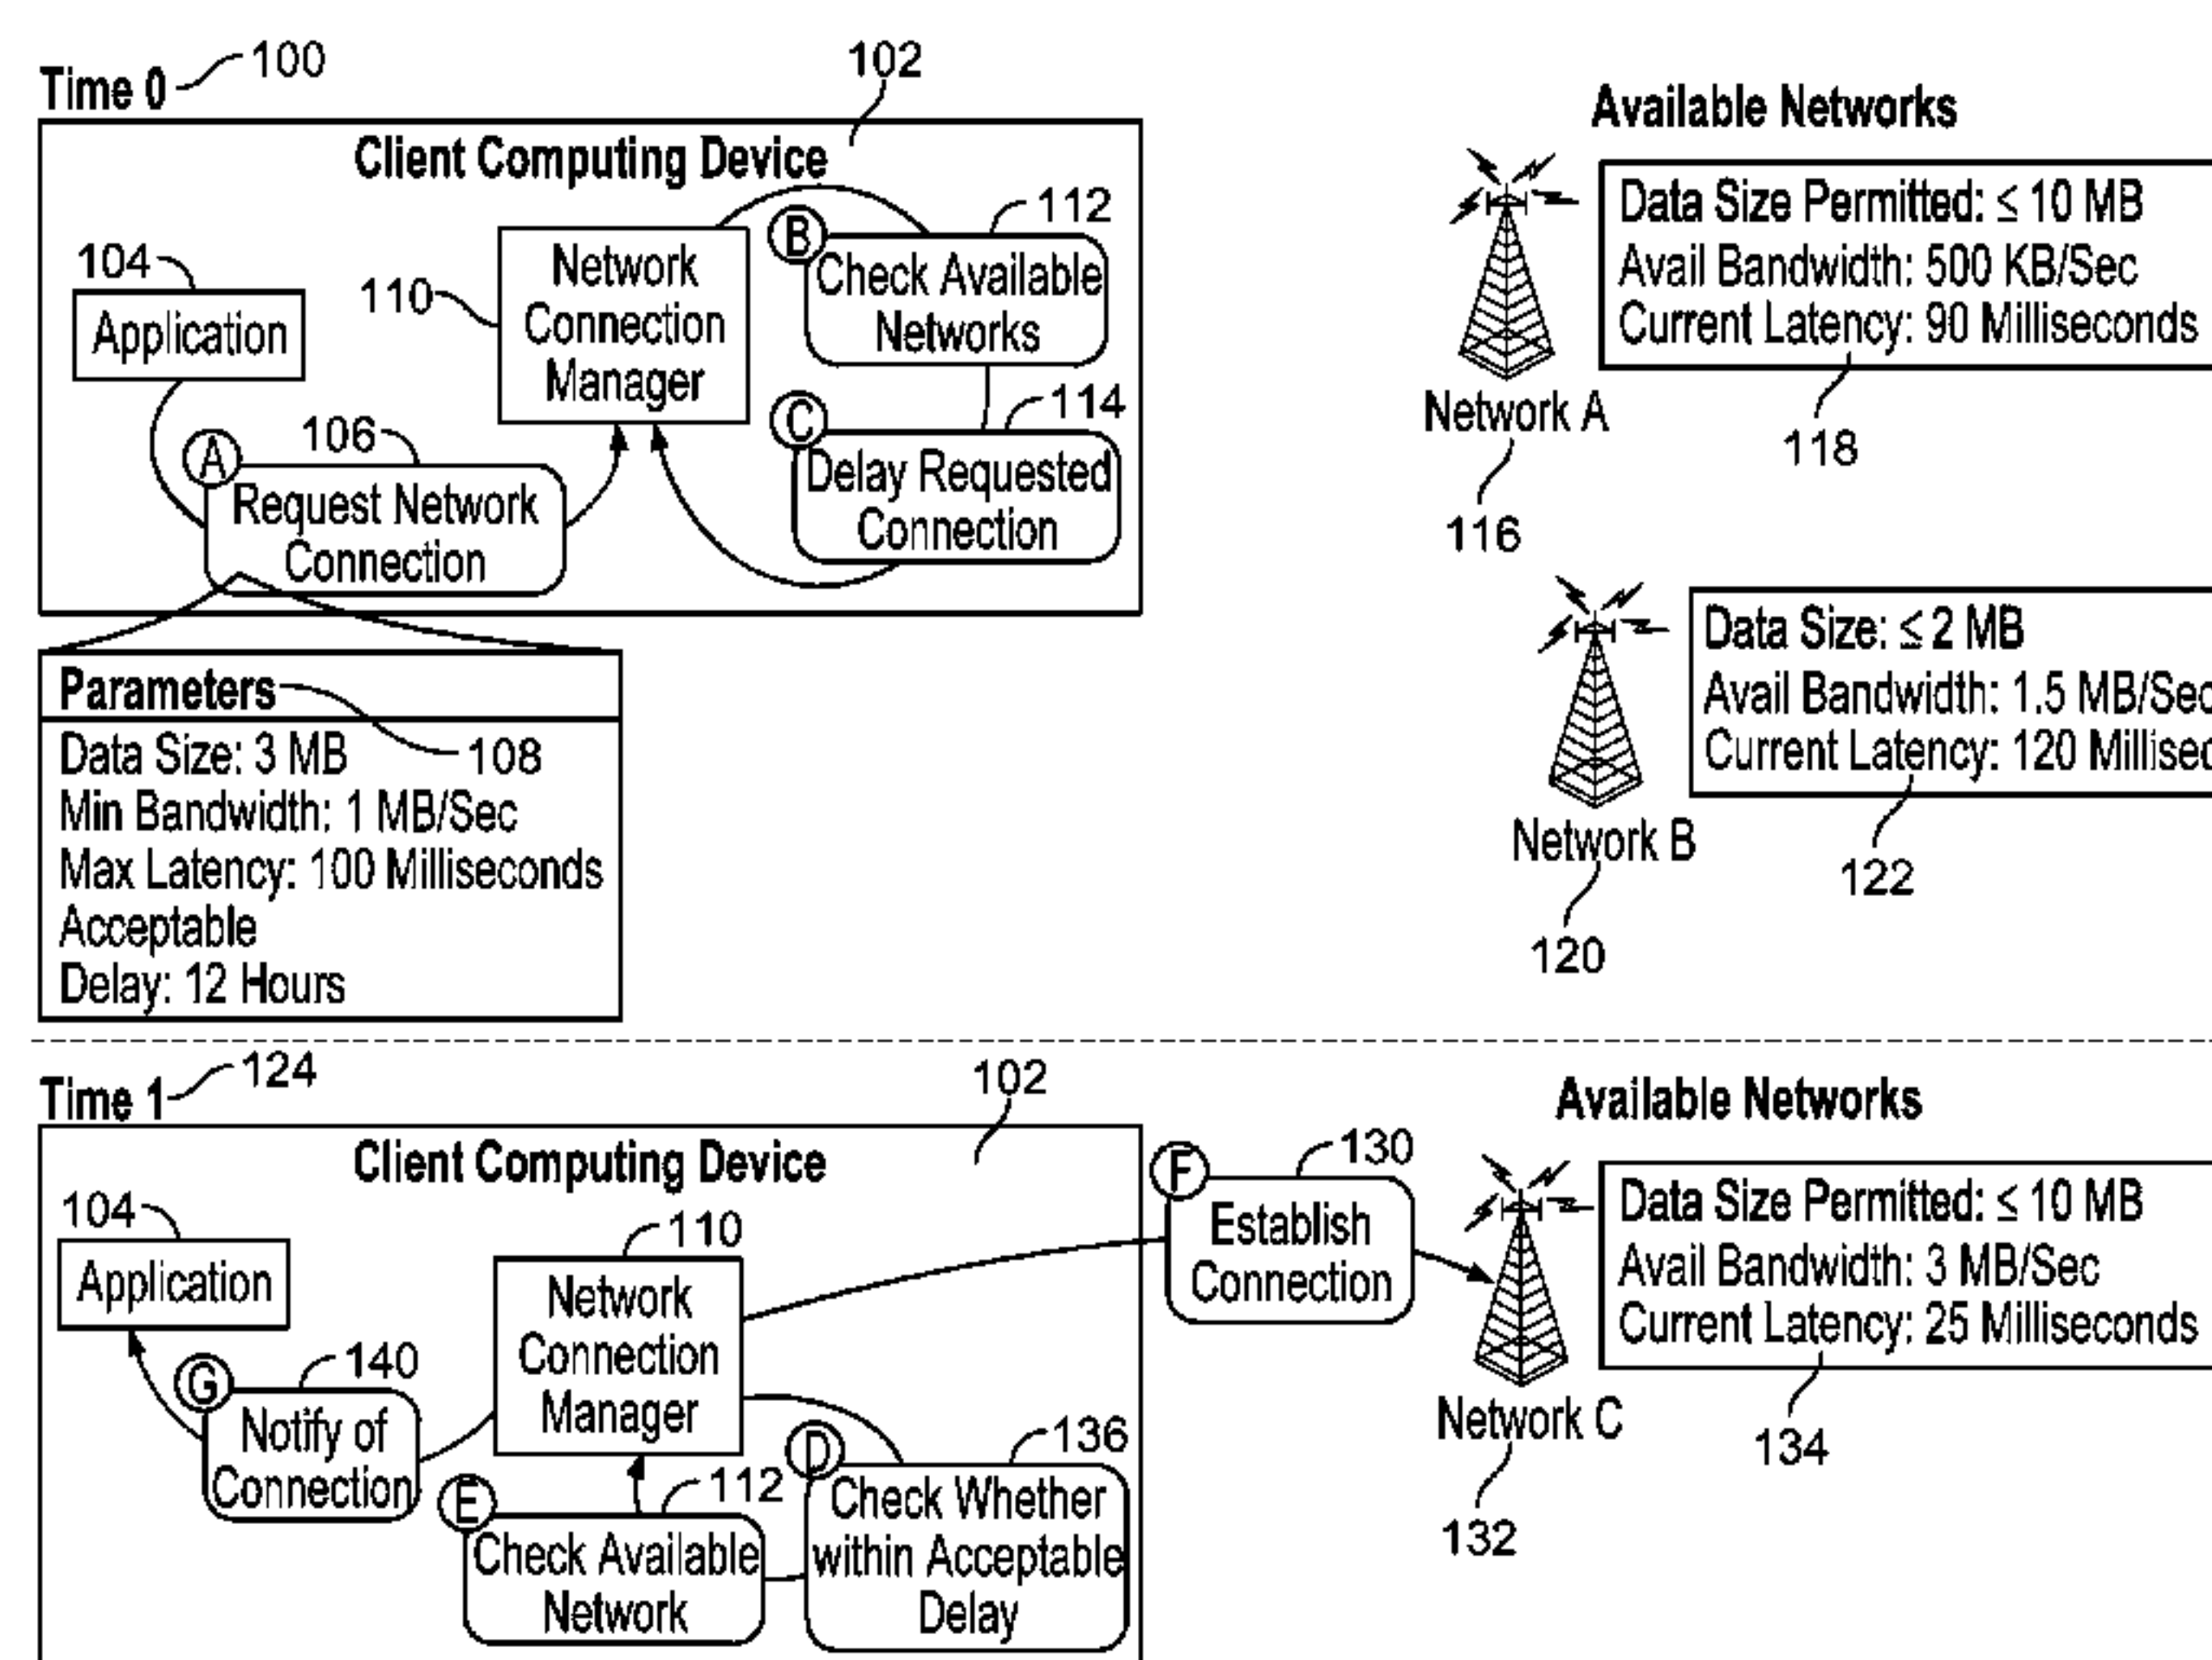 Time 0
100
102
Client Computing Device
104
Application
110
Network
Connection
Manager
B
112
Check Available
Networks
C
114
Delay Requested
Connection
A
106
Request Network
Connection
Parameters
108
Data Size: 3 MB
Min Bandwidth: 1 MB/Sec
Max Latency: 100 Milliseconds
Acceptable
Delay: 12 Hours
Available Networks
Data Size Permitted: ≤ 10 MB
Avail Bandwidth: 500 KB/Sec
Current Latency: 90 Milliseconds
118
Network A
116
Data Size: ≤ 2 MB
Avail Bandwidth: 1.5 MB/Sec
Current Latency: 120 Millisec
122
Network B
120
Time 1
124
102
Client Computing Device
104
Application
110
Network
Connection
Manager
G
140
Notify of
Connection
E
112
Check Available
Network
D
136
Check Whether
within Acceptable
Delay
F
130
Establish
Connection
Available Networks
Data Size Permitted: ≤ 10 MB
Avail Bandwidth: 3 MB/Sec
Current Latency: 25 Milliseconds
134
Network C
132